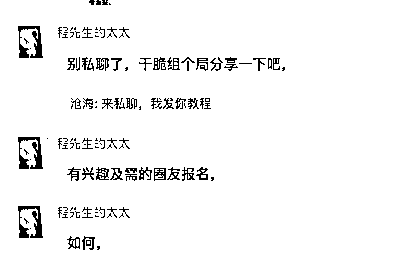 程先生的太太
别私聊了，干脆组个局分享一下吧，
沧海: 来私聊，我发你教程
程先生的太太
有兴趣及需的圈友报名，
程先生的太太
如何，